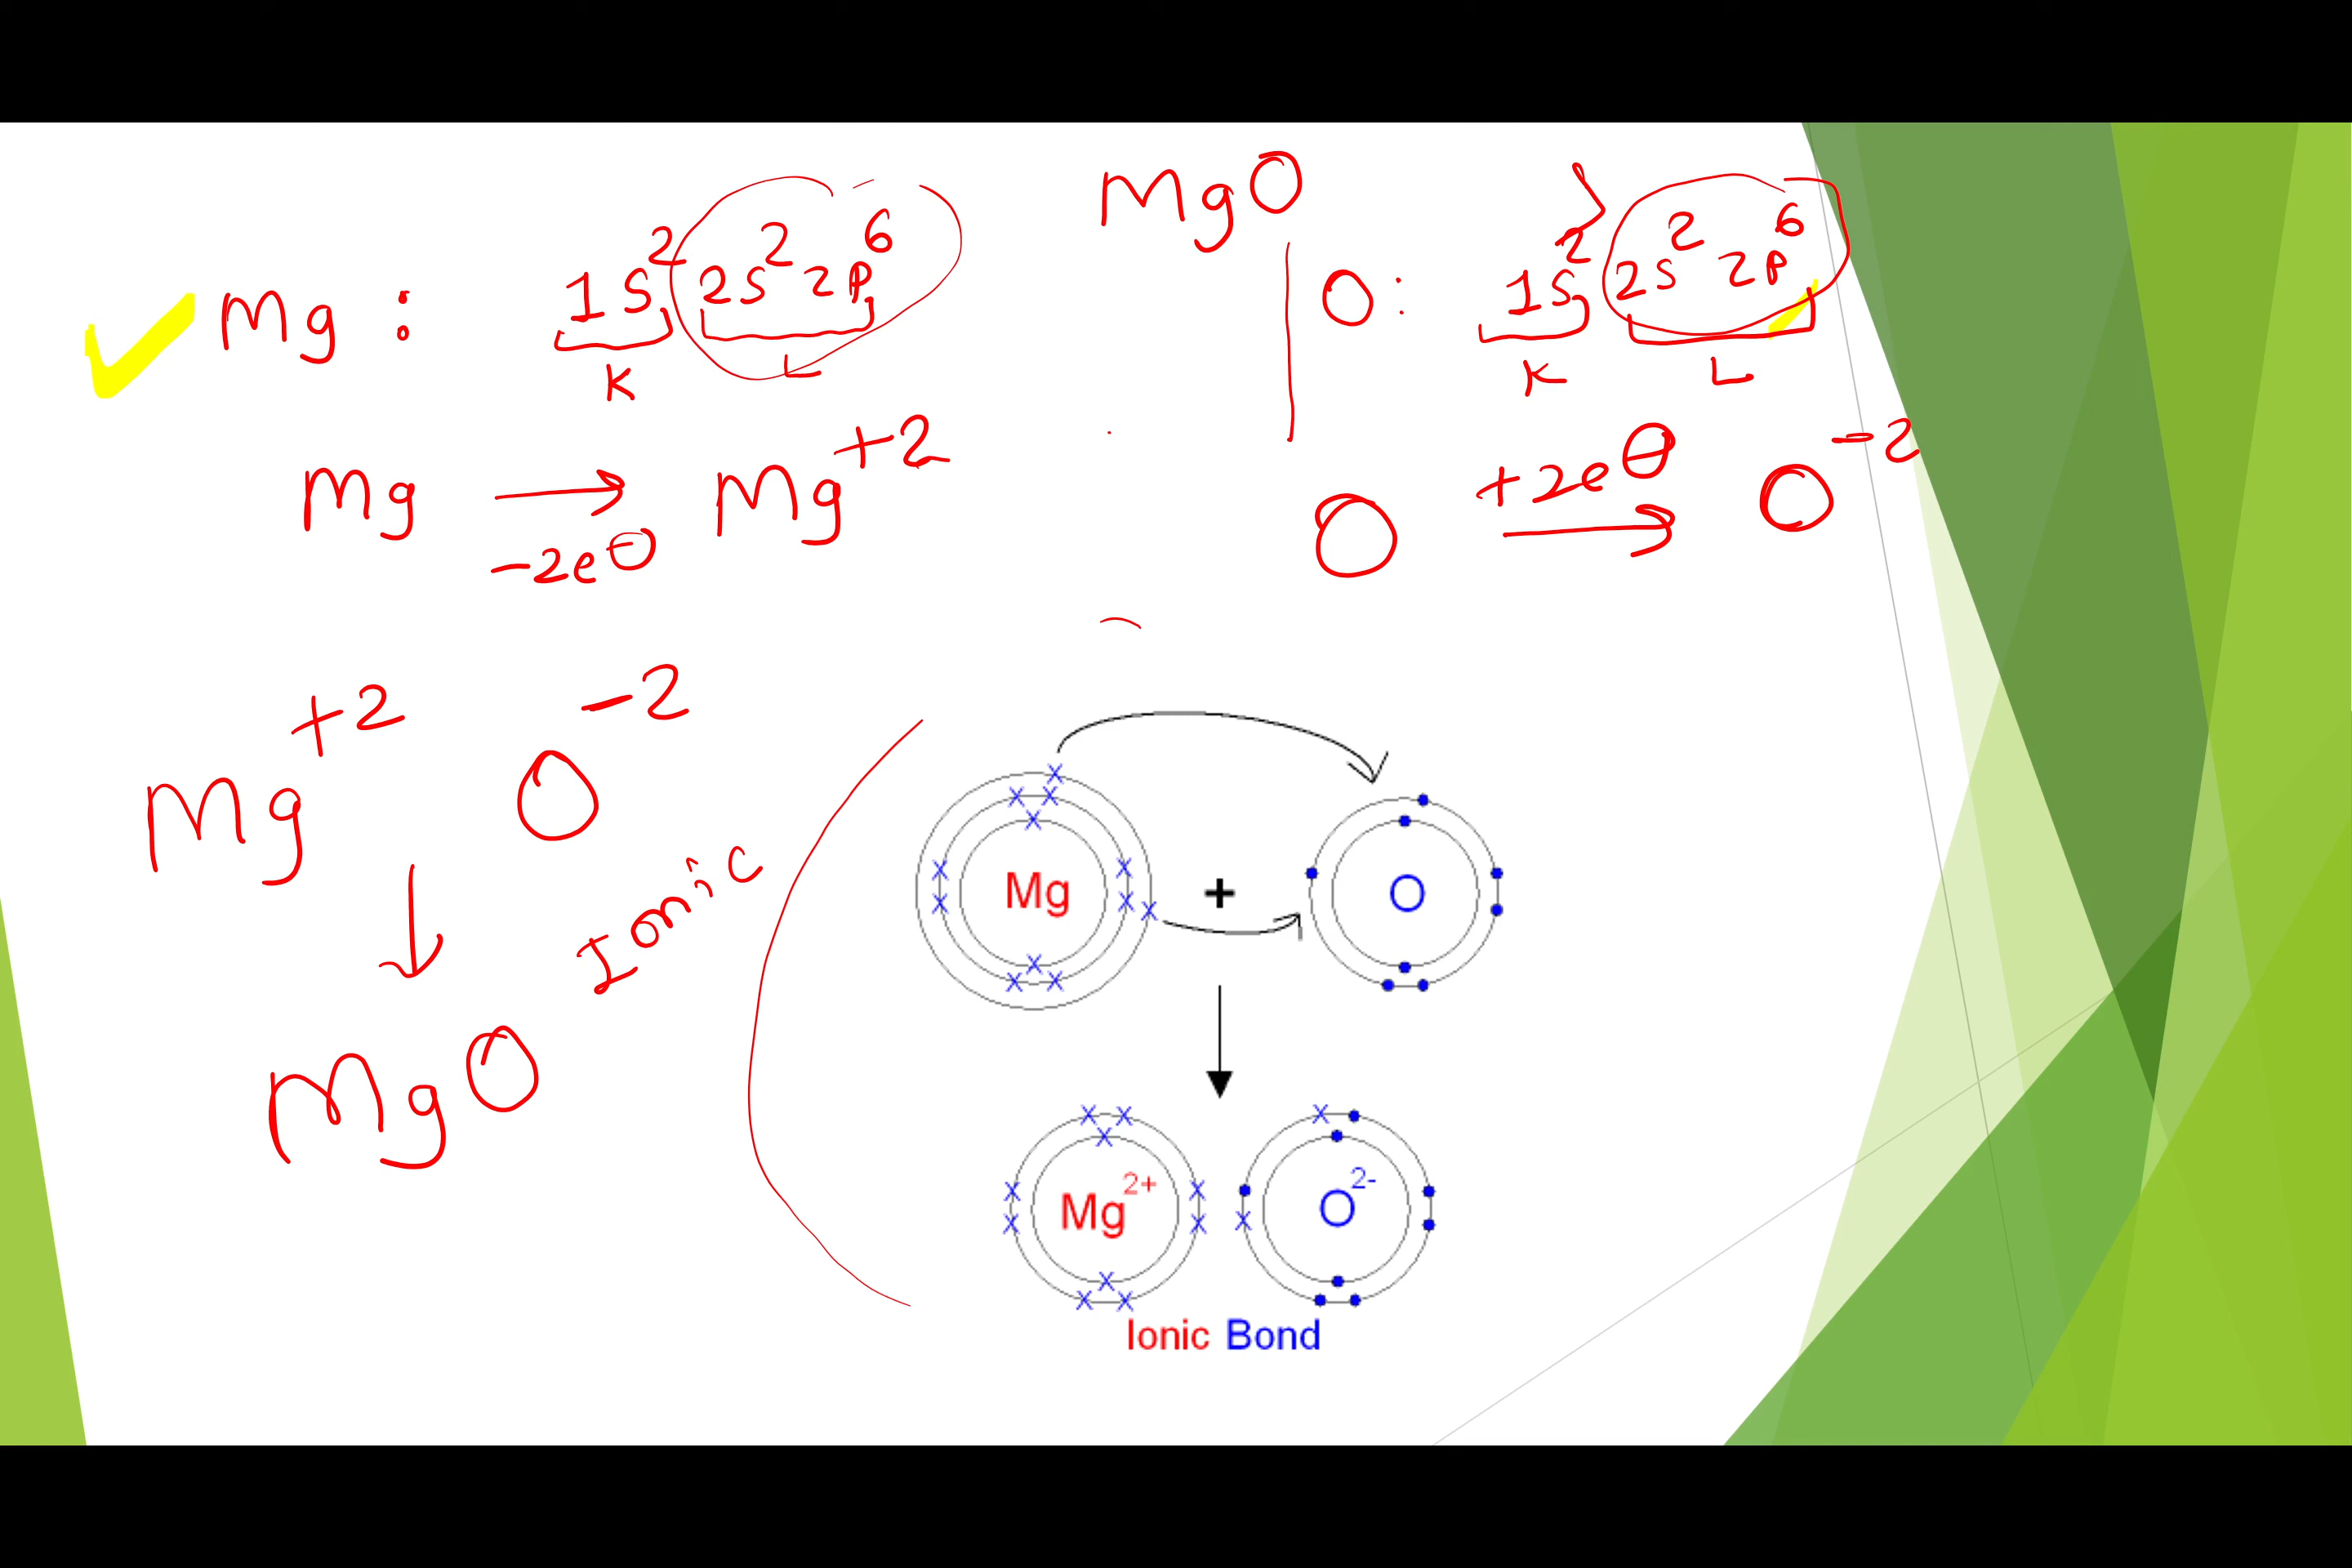 MgO
Mg : 1s² 2s² 2p⁶
K L
O : 1s² 2s² 2p⁶
K L
Mg → Mg⁺²
-2e⊖
O +2e⊖ → O⁻²
Mg⁺² O⁻²
Ionic
MgO
Mg + O
Mg²⁺ O²⁻
Ionic Bond